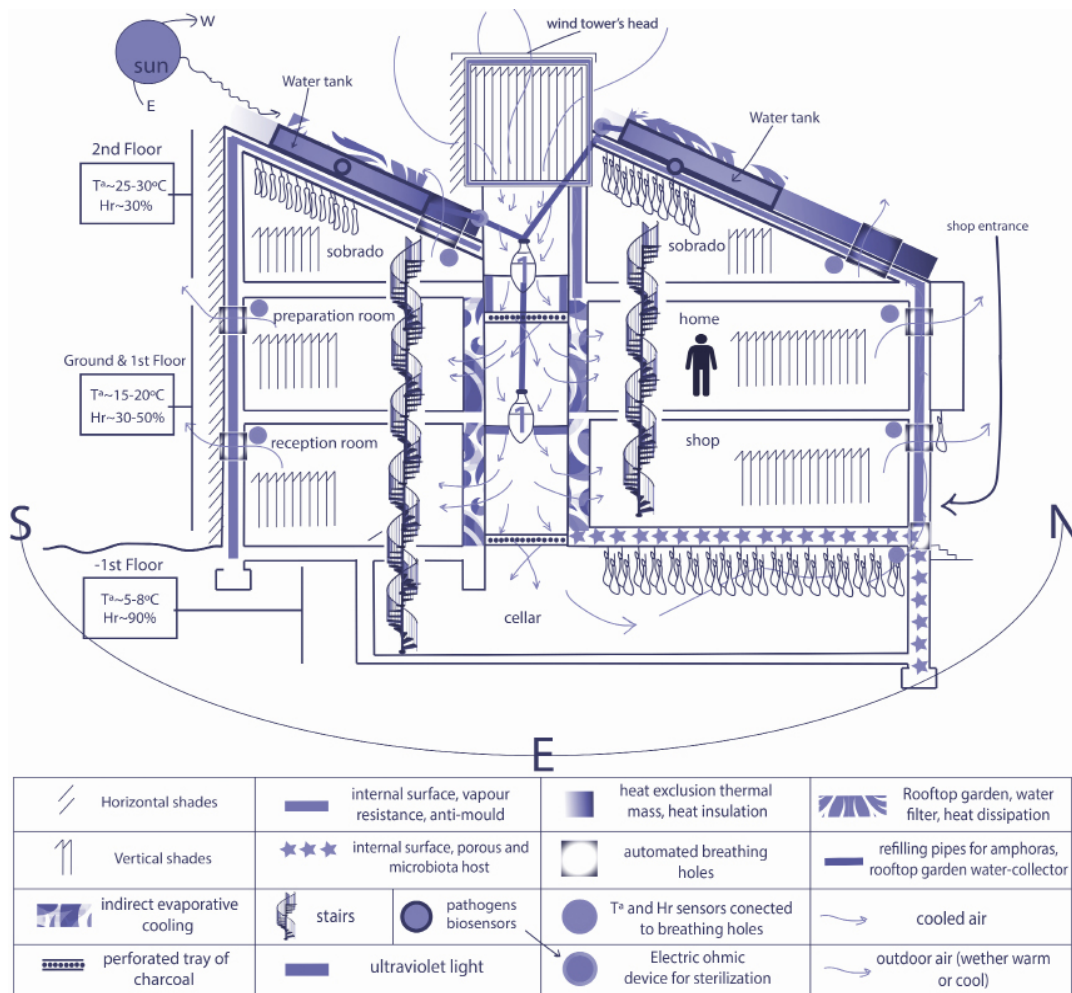 W
wind tower's head
sun
Water tank
E
Water tank
2nd Floor
Tª~25-30ºC
Hr~30%
shop entrance
sobrado
1
sobrado
preparation room
home
Ground & 1st Floor
Tª~15-20ºC
Hr~30-50%
1
reception room
shop
S
N
-1st Floor
Tª~5-8ºC
Hr~90%
cellar
E
Horizontal shades
internal surface, vapour
resistance, anti-mould
heat exclusion thermal
mass, heat insulation
Rooftop garden, water
filter, heat dissipation
Vertical shades
internal surface, porous and
microbiota host
automated breathing
holes
refilling pipes for amphoras,
rooftop garden water-collector
indirect evaporative
cooling
stairs
pathogens
biosensors
Tª and Hr sensors conected
to breathing holes
cooled air
perforated tray of
charcoal
ultraviolet light
Electric ohmic
device for sterilization
outdoor air (wether warm
or cool)